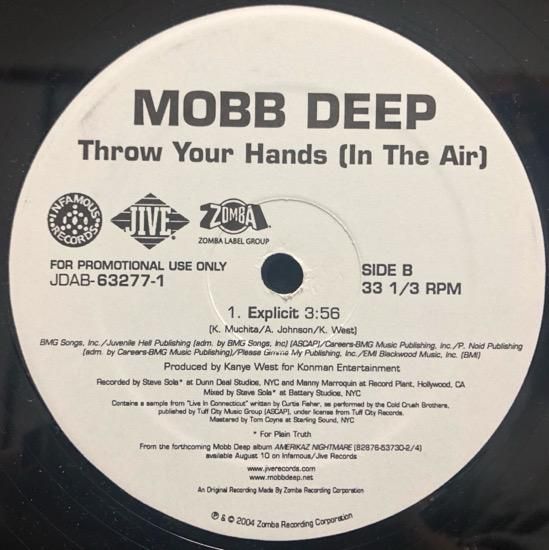 MOBB DEEP
Throw Your Hands (In The Air)
INFAMOUS RECORDS
JIVE
ZOMBA
ZOMBA LABEL GROUP
FOR PROMOTIONAL USE ONLY
JDAB-63277-1
SIDE B
33 1/3 RPM
1. Explicit 3:56
(K. Muchita/A. Johnson/K. West)
BMG Songs, Inc./Juvenile Hell Publishing (adm. by BMG Songs, Inc) (ASCAP)/Careers-BMG Music Publishing, Inc./P. Noid Publishing
(adm. by Careers-BMG Music Publishing)/Please Gimme My Publishing, Inc./EMI Blackwood Music, Inc. (BMI)
Produced by Kanye West for Konman Entertainment
Recorded by Steve Sola* at Dunn Deal Studios, NYC and Manny Marroquin at Record Plant, Hollywood, CA
Mixed by Steve Sola* at Battery Studios, NYC
Contains a sample from "Live In Connecticut" written by Curtis Fisher, as performed by the Cold Crush Brothers,
published by Tuff City Music Group (ASCAP), under license from Tuff City Records.
Mastered by Tom Coyne at Sterling Sound, NYC
* For Plain Truth
From the forthcoming Mobb Deep album AMERIKAZ NIGHTMARE (82876-53730-2/4)
available August 10 on Infamous/Jive Records
www.jiverecords.com
www.mobbdeep.net
An Original Recording Made By Zomba Recording Corporation
℗ & © 2004 Zomba Recording Corporation